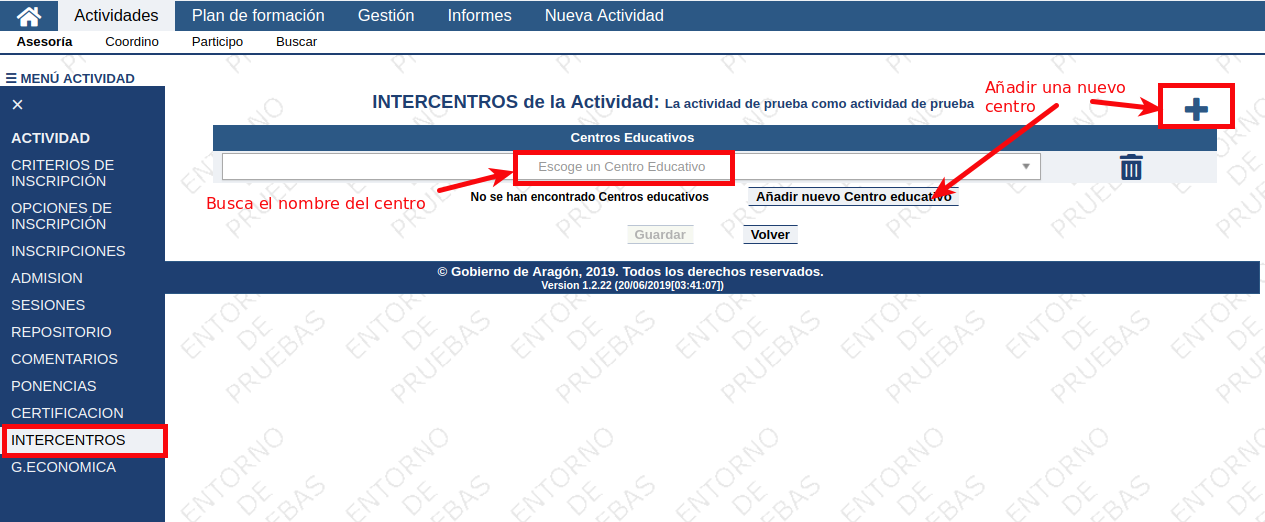 Actividades Plan de formación Gestión Informes Nueva Actividad
Asesoría Coordino Participo Buscar
☰ MENÚ ACTIVIDAD
×
ACTIVIDAD
CRITERIOS DE
INSCRIPCIÓN
OPCIONES DE
INSCRIPCIÓN
INSCRIPCIONES
ADMISION
SESIONES
REPOSITORIO
COMENTARIOS
PONENCIAS
CERTIFICACION
INTERCENTROS
G.ECONOMICA
INTERCENTROS de la Actividad: La actividad de prueba como actividad de prueba
Añadir una nuevo
centro
Centros Educativos
Escoge un Centro Educativo
Busca el nombre del centro
No se han encontrado Centros educativos
Añadir nuevo Centro educativo
Guardar Volver
© Gobierno de Aragón, 2019. Todos los derechos reservados.
Version 1.2.22 (20/06/2019[03:41:07])
ENTORNO
DE
PRUEBAS